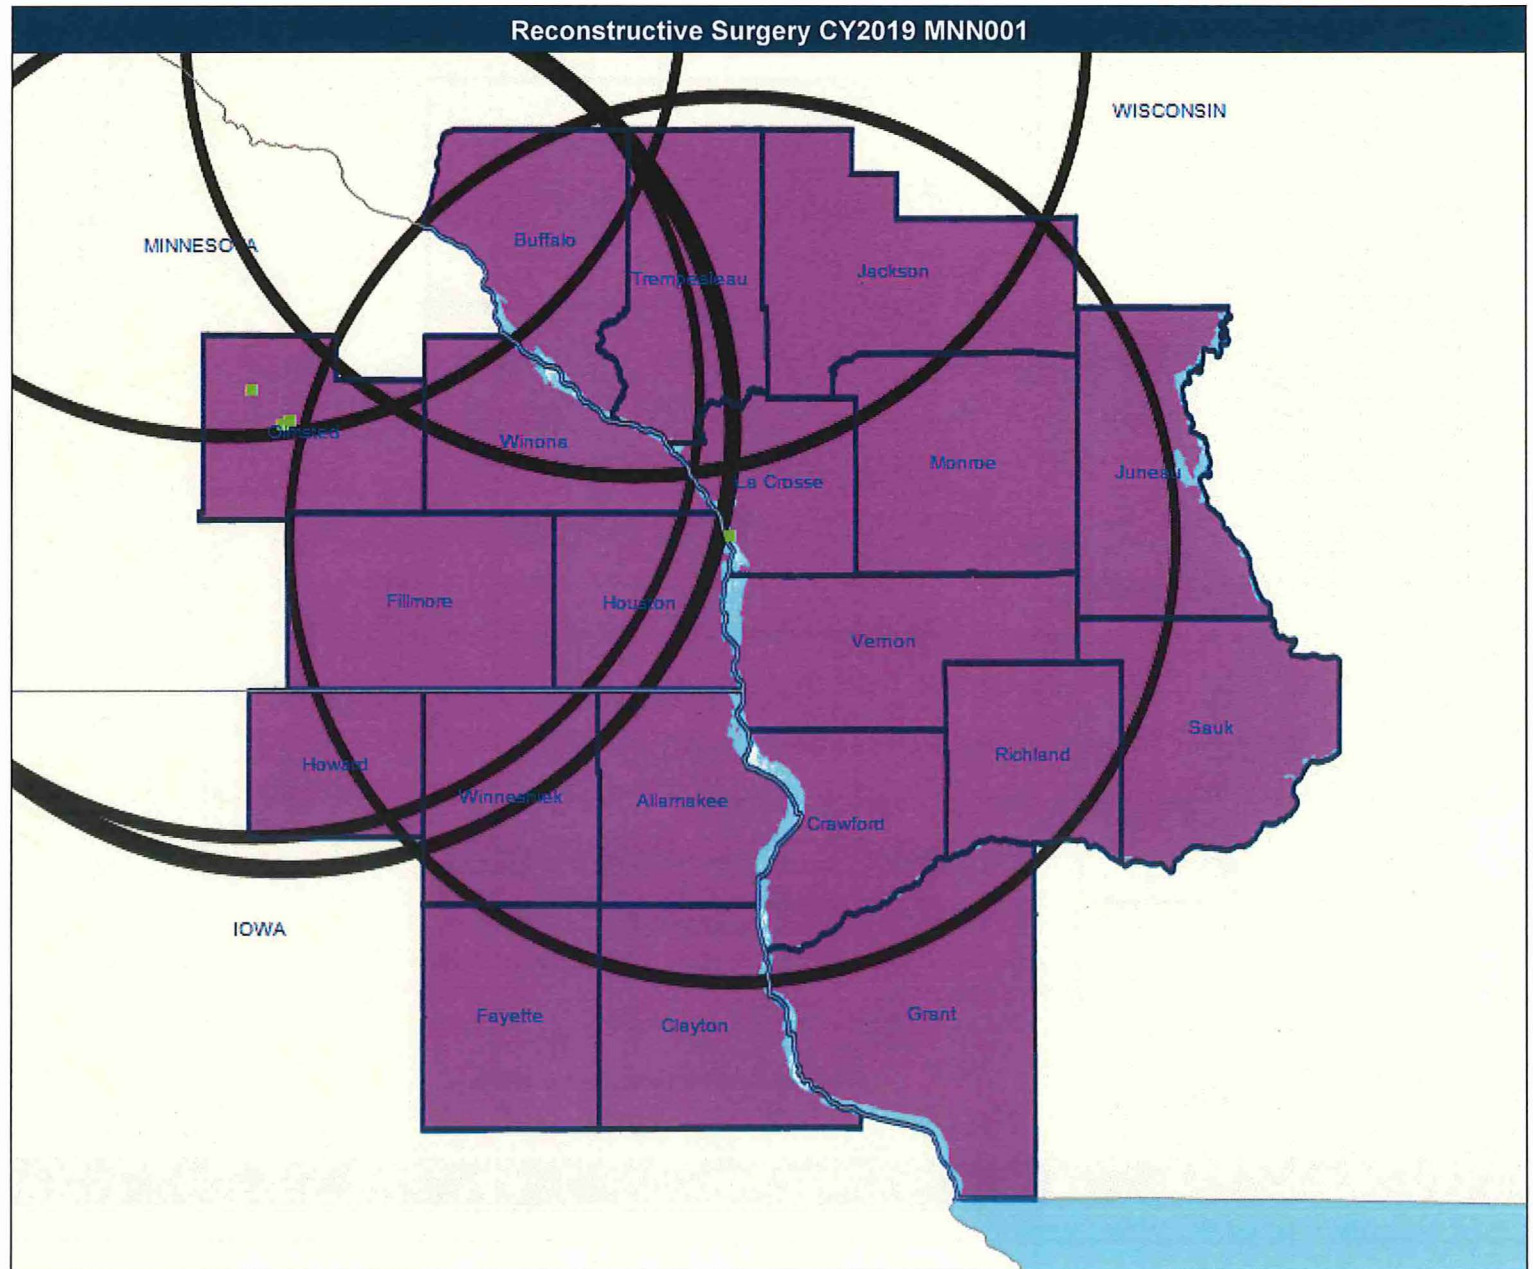 Reconstructive Surgery CY2019 MNN001
WISCONSIN
MINNESOTA
Buffalo
Trempealeau
Jackson
Olmsted
Winona
La Crosse
Monroe
Juneau
Fillmore
Houston
Vernon
Howard
Winneshiek
Allamakee
Crawford
Richland
Sauk
IOWA
Fayette
Clayton
Grant